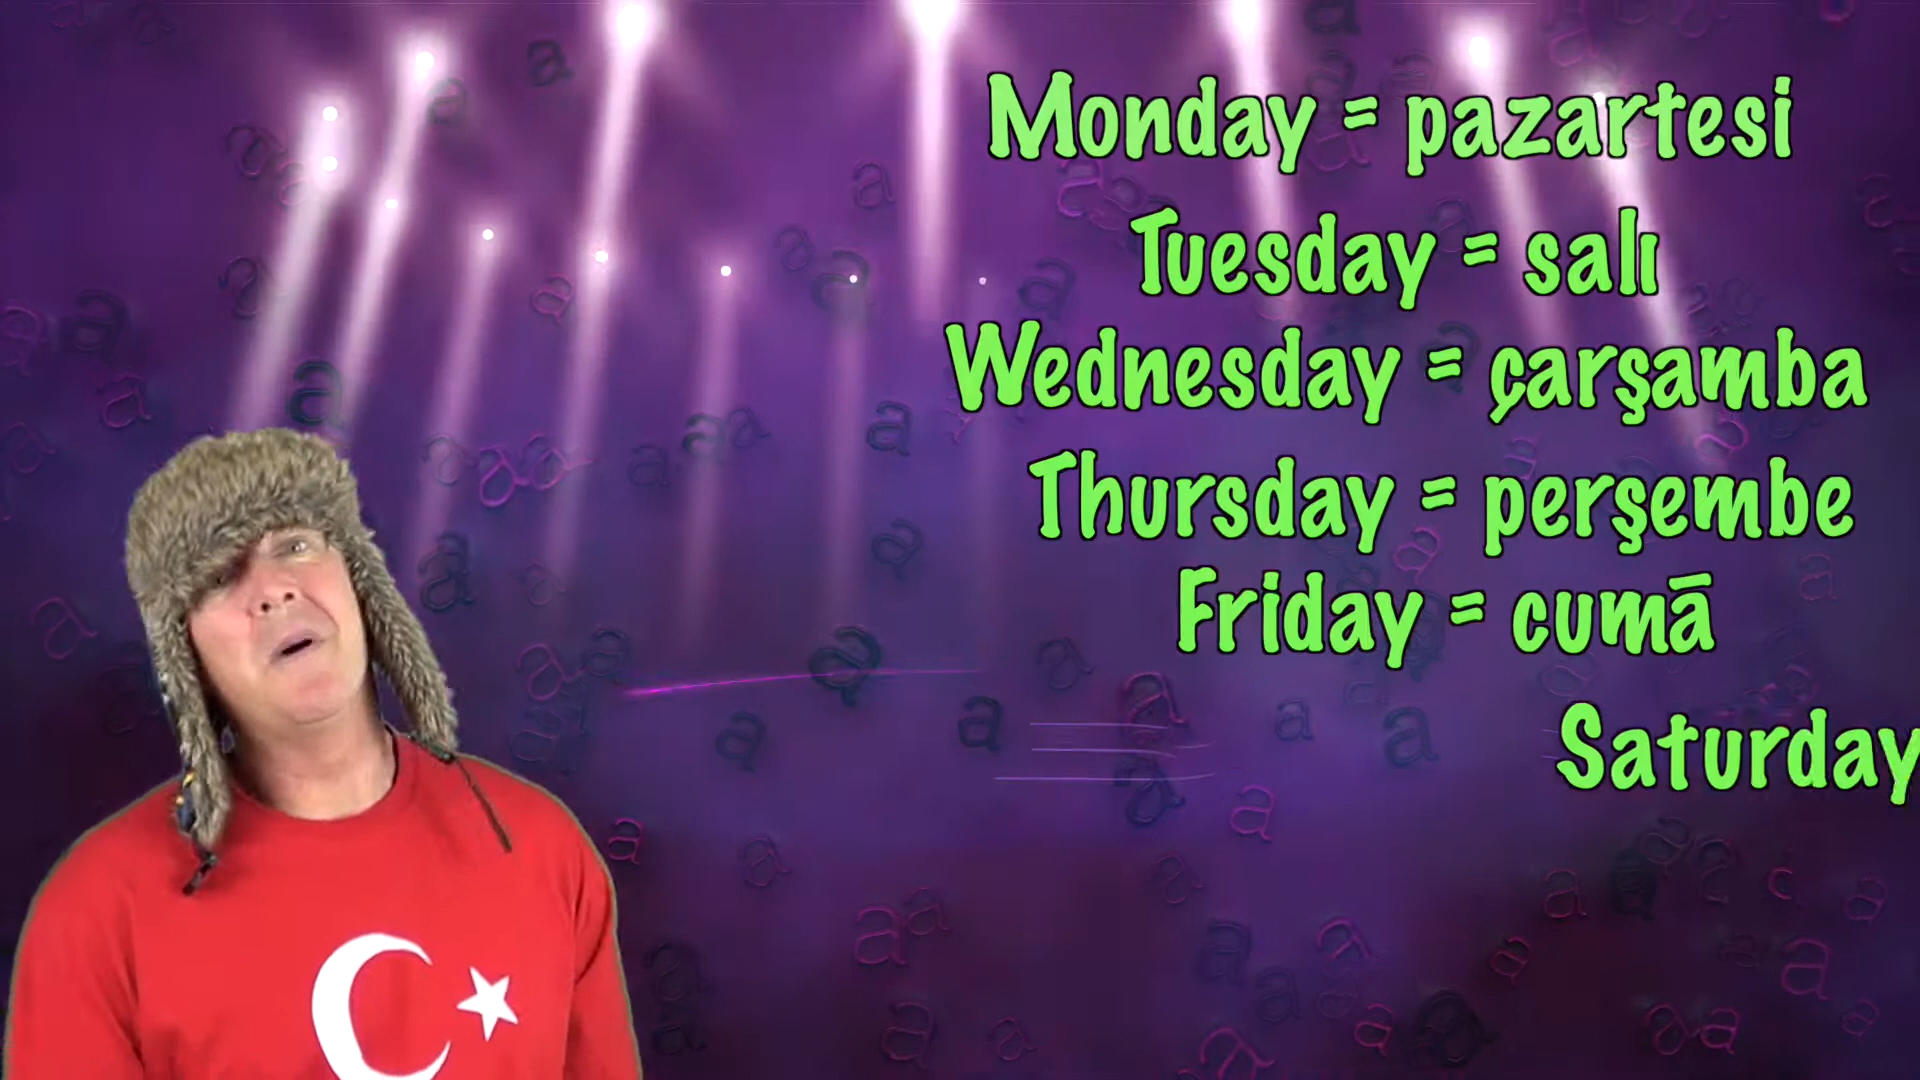 Monday = pazartesi
Tuesday = salı
Wednesday = çarşamba
Thursday = perşembe
Friday = cumā
Saturday